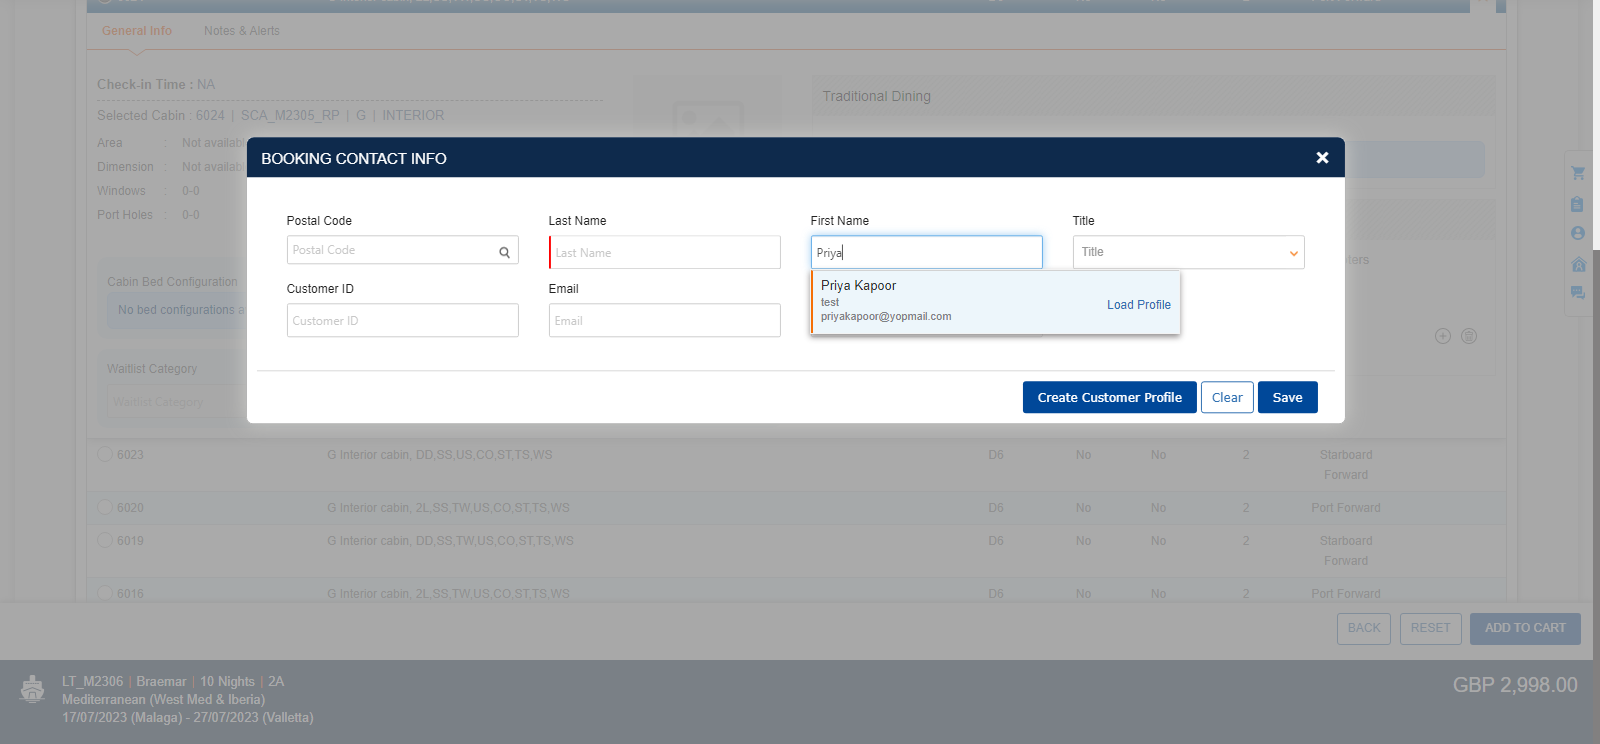 General Info Notes & Alerts
Check-in Time : NA
Selected Cabin : 6024 | SCA_M2305_RP | G | INTERIOR
Traditional Dining
Area : Not availab
Dimension : Not availab
Windows : 0-0
Port Holes : 0-0
Cabin Bed Configuration
No bed configurations a
Waitlist Category
Waitlist Category
BOOKING CONTACT INFO
Postal Code Last Name First Name Title
Postal Code Last Name Priya Title
Customer ID Email
Customer ID Email
Priya Kapoor
test
priyakapoor@yopmail.com
Load Profile
Create Customer Profile Clear Save
6023 G Interior cabin, DD,SS,US,CO,ST,TS,WS D6 No No 2 Starboard
Forward
6020 G Interior cabin, 2L,SS,TW,US,CO,ST,TS,WS D6 No No 2 Port Forward
6019 G Interior cabin, DD,SS,TW,US,CO,ST,TS,WS D6 No No 2 Starboard
Forward
6016 G Interior cabin, 2L,SS,TW,US,CO,ST,TS,WS D6 No No 2 Port Forward
BACK RESET ADD TO CART
LT_M2306 | Braemar | 10 Nights | 2A
Mediterranean (West Med & Iberia)
17/07/2023 (Malaga) - 27/07/2023 (Valletta)
GBP 2,998.00